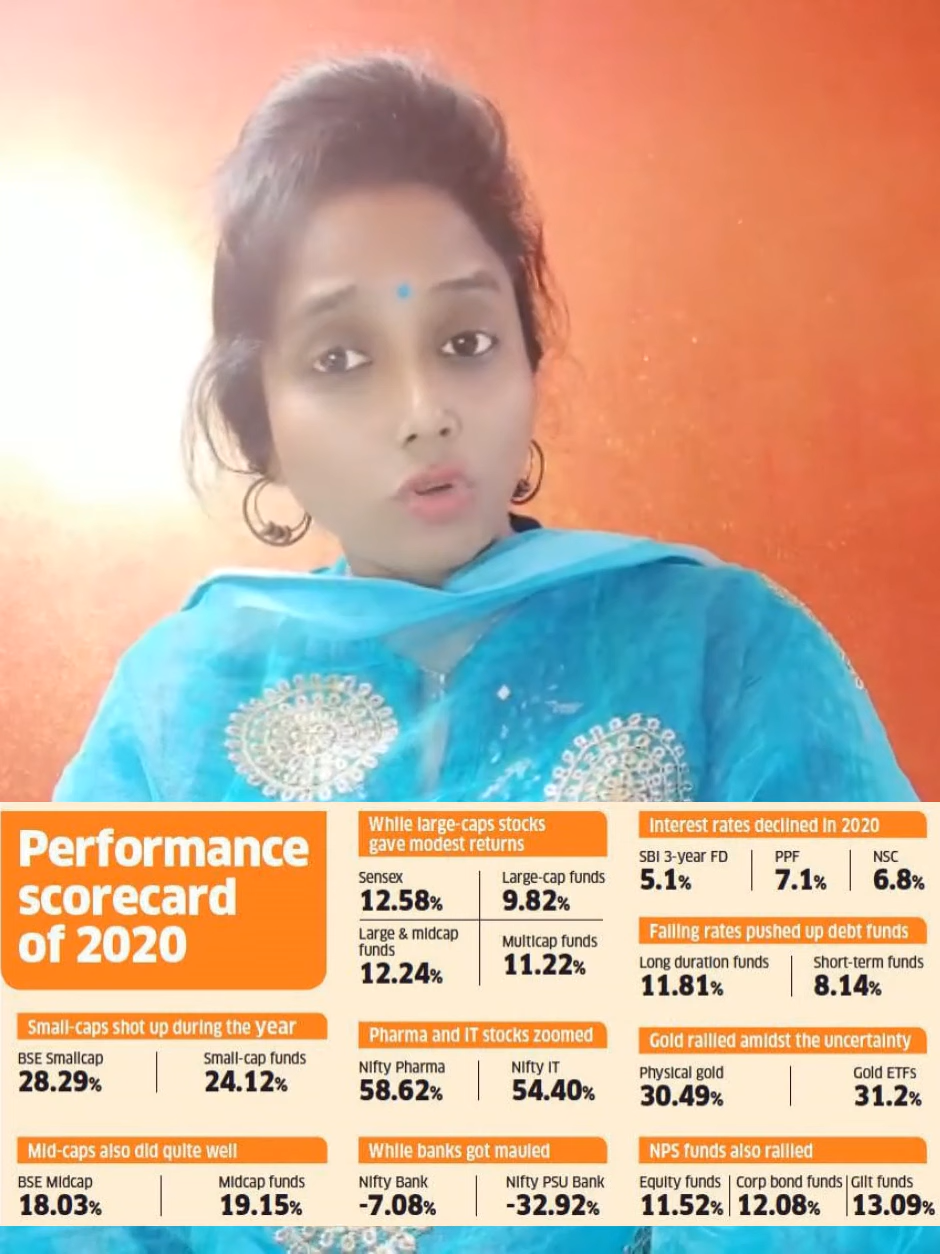 Performance
scorecard
of 2020
Small-caps shot up during the year
BSE Smallcap
28.29%
Small-cap funds
24.12%
Mid-caps also did quite well
BSE Midcap
18.03%
Midcap funds
19.15%
While large-caps stocks
gave modest returns
Sensex
12.58%
Large-cap funds
9.82%
Large & midcap
funds
12.24%
Multicap funds
11.22%
Pharma and IT stocks zoomed
Nifty Pharma
58.62%
Nifty IT
54.40%
While banks got mauled
Nifty Bank
-7.08%
Nifty PSU Bank
-32.92%
Interest rates declined in 2020
SBI 3-year FD
5.1%
PPF
7.1%
NSC
6.8%
Falling rates pushed up debt funds
Long duration funds
11.81%
Short-term funds
8.14%
Gold rallied amidst the uncertainty
Physical gold
30.49%
Gold ETFs
31.2%
NPS funds also rallied
Equity funds
11.52%
Corp bond funds
12.08%
Gilt funds
13.09%